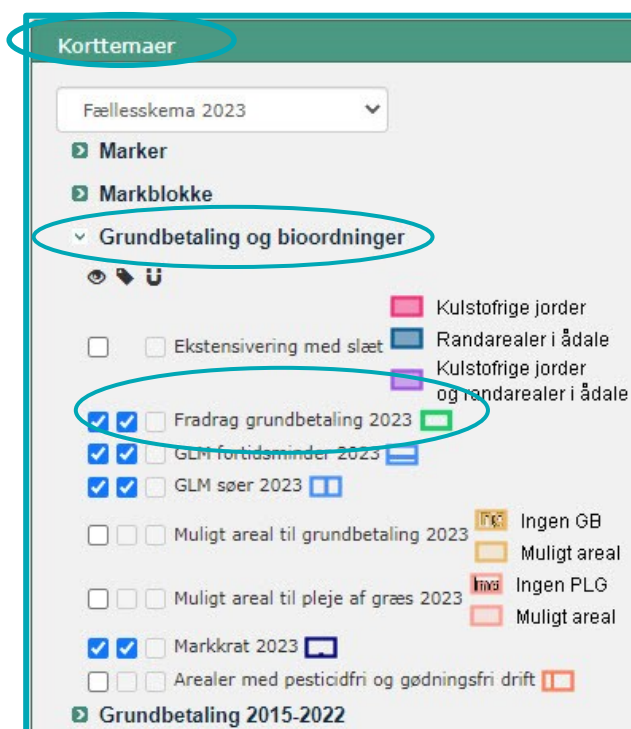 Korttemaer
Fællesskema 2023
Marker
Markblokke
Grundbetaling og bioordninger
Kulstofrige jorder
Ekstensivering med slæt
Randarealer i ådale
Kulstofrige jorder
og randarealer i ådale
Fradrag grundbetaling 2023
GLM fortidsminder 2023
GLM søer 2023
Ingen GB
Muligt areal til grundbetaling 2023
Muligt areal
Ingen PLG
Muligt areal til pleje af græs 2023
Muligt areal
Markkrat 2023
Arealer med pesticidfri og gødningsfri drift
Grundbetaling 2015-2022